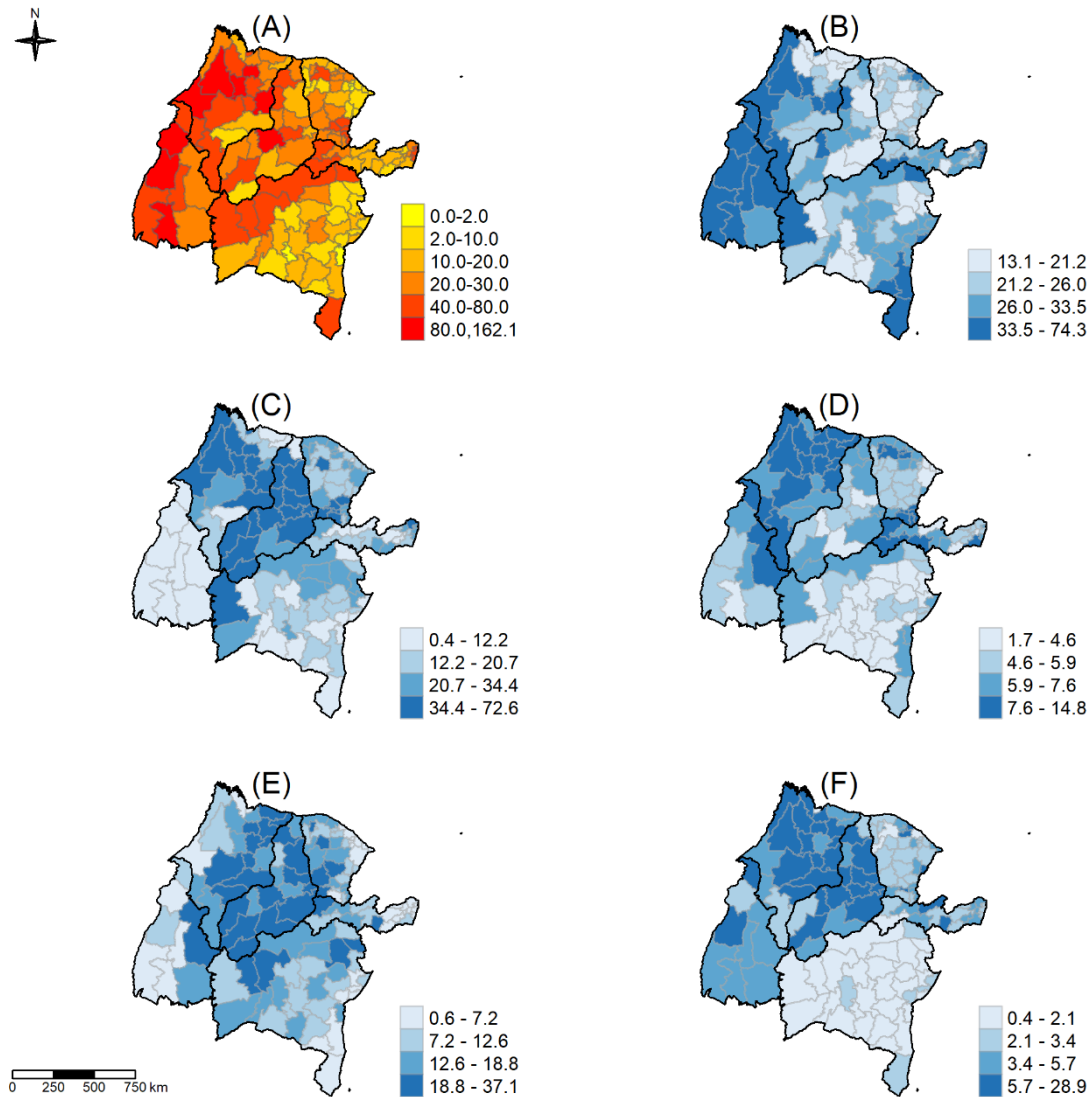 N
(A)
0.0-2.0
2.0-10.0
10.0-20.0
20.0-30.0
40.0-80.0
80.0,162.1
(B)
13.1 - 21.2
21.2 - 26.0
26.0 - 33.5
33.5 - 74.3
(C)
0.4 - 12.2
12.2 - 20.7
20.7 - 34.4
34.4 - 72.6
(D)
1.7 - 4.6
4.6 - 5.9
5.9 - 7.6
7.6 - 14.8
(E)
0.6 - 7.2
7.2 - 12.6
12.6 - 18.8
18.8 - 37.1
(F)
0.4 - 2.1
2.1 - 3.4
3.4 - 5.7
5.7 - 28.9
0 250 500 750 km